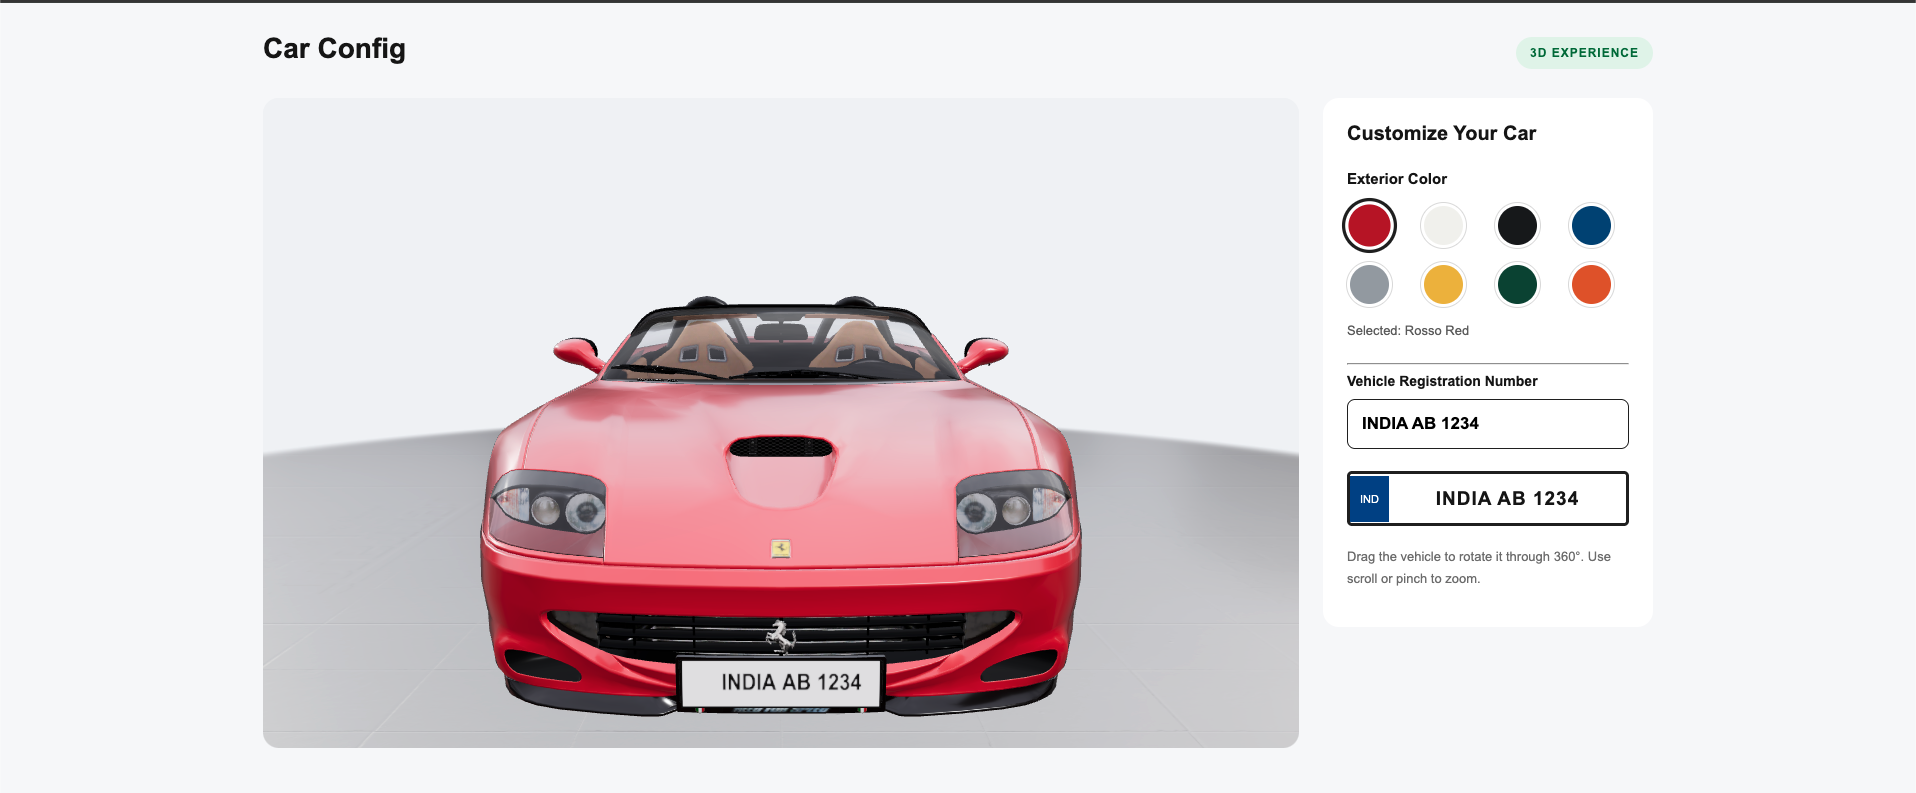 Car Config
3D EXPERIENCE
INDIA AB 1234
Customize Your Car
Exterior Color
Selected: Rosso Red
Vehicle Registration Number
INDIA AB 1234
IND
INDIA AB 1234
Drag the vehicle to rotate it through 360°. Use
scroll or pinch to zoom.